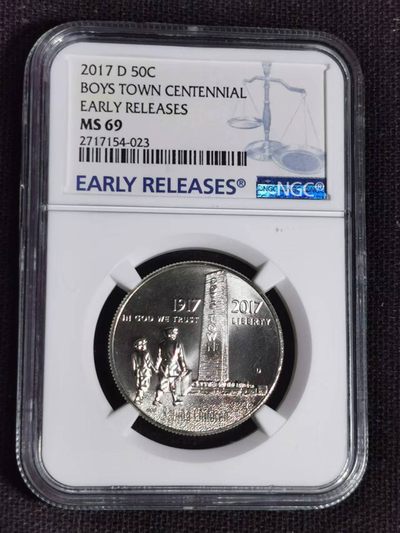 2017 D 50C
BOYS TOWN CENTENNIAL
EARLY RELEASES
MS 69
2717154-023
EARLY RELEASES®
NGC®
1917 2017
IN GOD WE TRUST LIBERTY